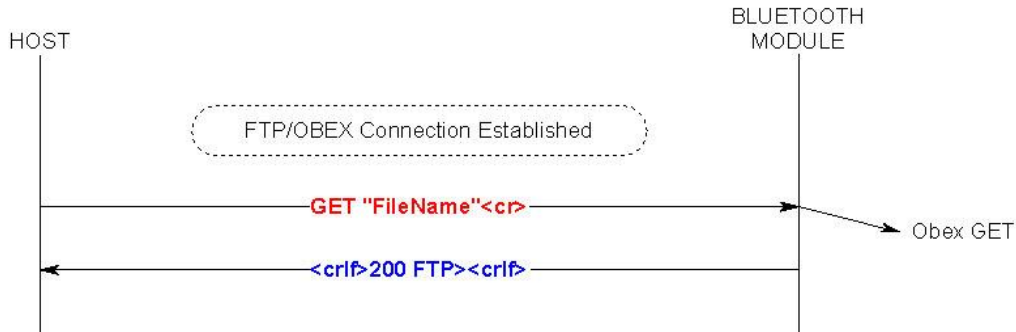 HOST
BLUETOOTH
MODULE
FTP/OBEX Connection Established
GET "FileName"<cr>
Obex GET
<crlf>200 FTP><crlf>